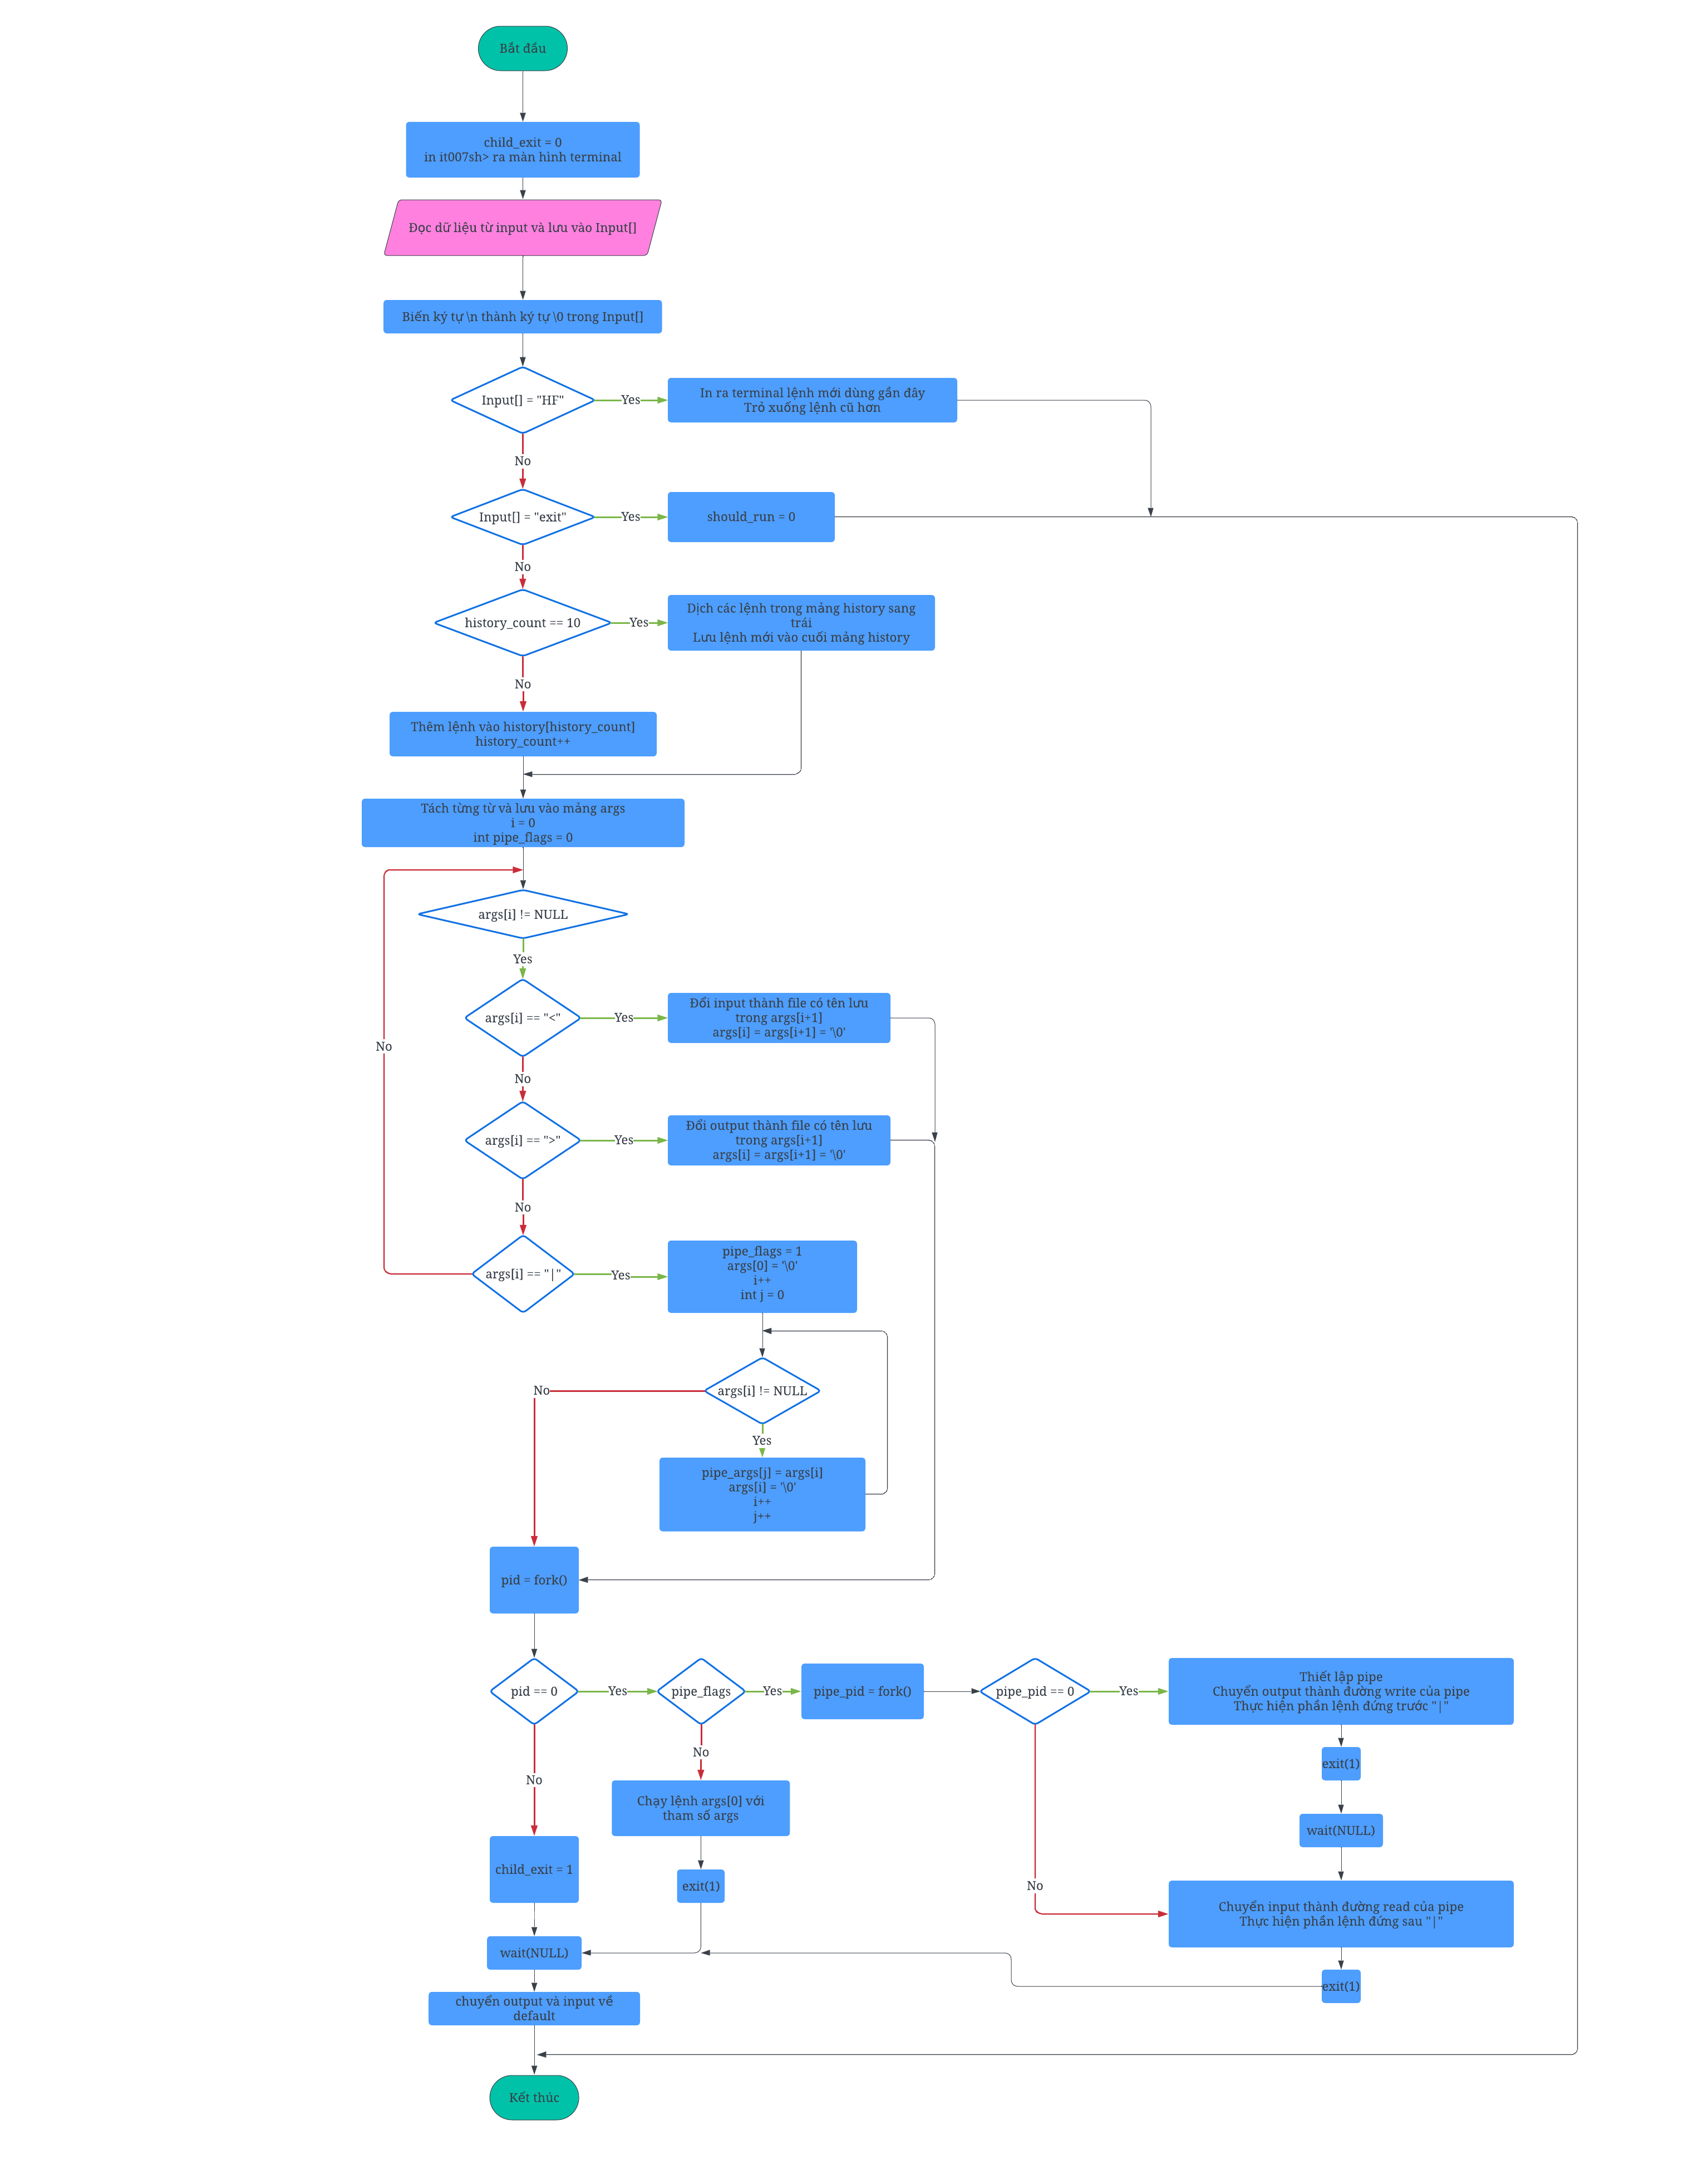 Bắt đầu
child_exit = 0
in it007sh> ra màn hình terminal
Đọc dữ liệu từ input và lưu vào Input[]
Biến ký tự \n thành ký tự \0 trong Input[]
Input[] = "HF"
Yes
In ra terminal lệnh mới dùng gần đây
Trỏ xuống lệnh cũ hơn
No
Input[] = "exit"
Yes
should_run = 0
No
history_count == 10
Yes
Dịch các lệnh trong mảng history sang
trái
Lưu lệnh mới vào cuối mảng history
No
Thêm lệnh vào history[history_count]
history_count++
Tách từng từ và lưu vào mảng args
i = 0
int pipe_flags = 0
args[i] != NULL
Yes
args[i] == "<"
Yes
Đổi input thành file có tên lưu
trong args[i+1]
args[i] = args[i+1] = '\0'
No
No
args[i] == ">"
Yes
Đổi output thành file có tên lưu
trong args[i+1]
args[i] = args[i+1] = '\0'
No
args[i] == "|"
Yes
pipe_flags = 1
args[0] = '\0'
i++
int j = 0
args[i] != NULL
No
Yes
pipe_args[j] = args[i]
args[i] = '\0'
i++
j++
pid = fork()
pid == 0
Yes
pipe_flags
Yes
pipe_pid = fork()
pipe_pid == 0
Yes
Thiết lập pipe
Chuyển output thành đường write của pipe
Thực hiện phần lệnh đứng trước "|"
No
exit(1)
No
Chạy lệnh args[0] với
tham số args
wait(NULL)
child_exit = 1
exit(1)
No
Chuyển input thành đường read của pipe
Thực hiện phần lệnh đứng sau "|"
wait(NULL)
exit(1)
chuyển output và input về
default
Kết thúc